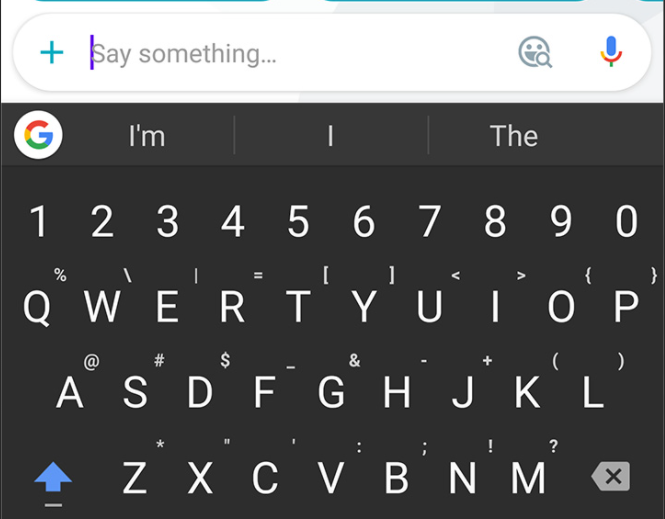 Say something...
G I'm I The
1 2 3 4 5 6 7 8 9 0
% \ | = [ ] < > { }
Q W E R T Y U I O P
@ # $ _ & - + ( )
A S D F G H J K L
* " ' : ; ! ?
Z X C V B N M